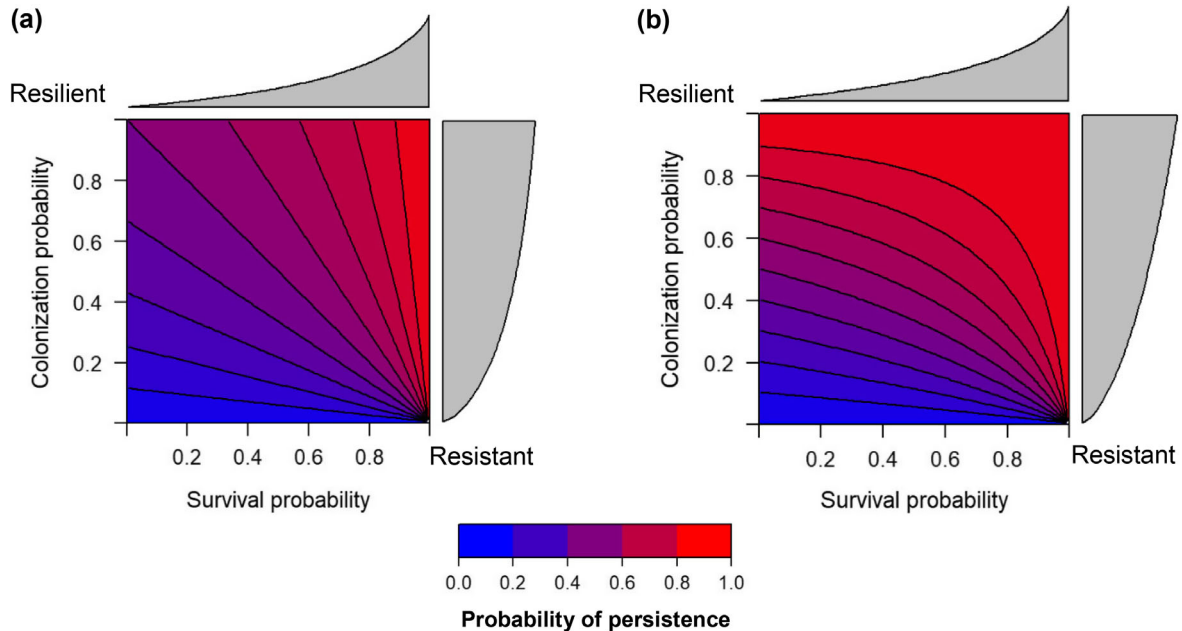 (a)
Resilient
Colonization probability
0.8
0.6
0.4
0.2
0.2 0.4 0.6 0.8
Resistant
Survival probability
(b)
Resilient
Colonization probability
0.8
0.6
0.4
0.2
0.2 0.4 0.6 0.8
Resistant
Survival probability
0.0 0.2 0.4 0.6 0.8 1.0
Probability of persistence